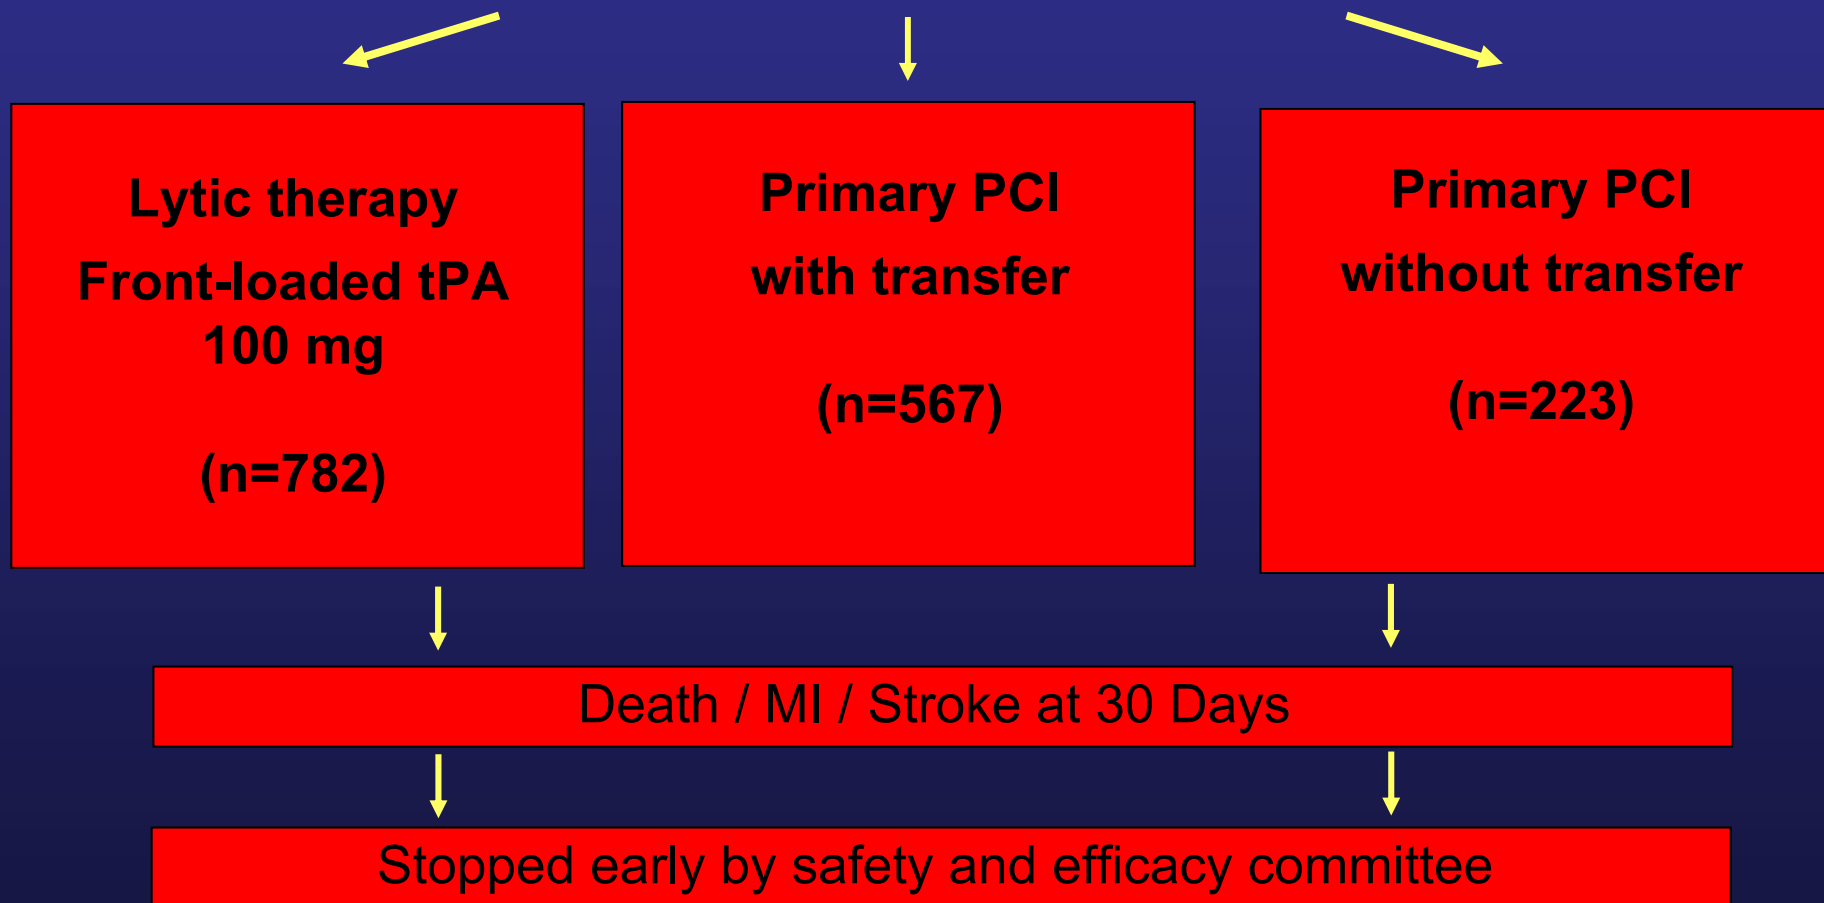 Lytic therapy
Front-loaded tPA
100 mg
(n=782)
Primary PCI
with transfer
(n=567)
Primary PCI
without transfer
(n=223)
Death / MI / Stroke at 30 Days
Stopped early by safety and efficacy committee